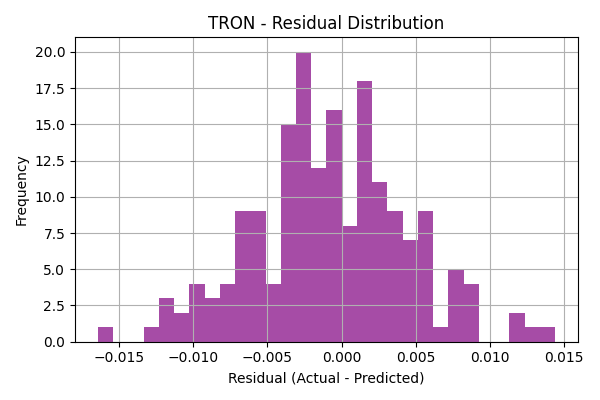 TRON - Residual Distribution
20.0
17.5
15.0
12.5
10.0
7.5
5.0
2.5
0.0
Frequency
−0.015 −0.010 −0.005 0.000 0.005 0.010 0.015
Residual (Actual - Predicted)